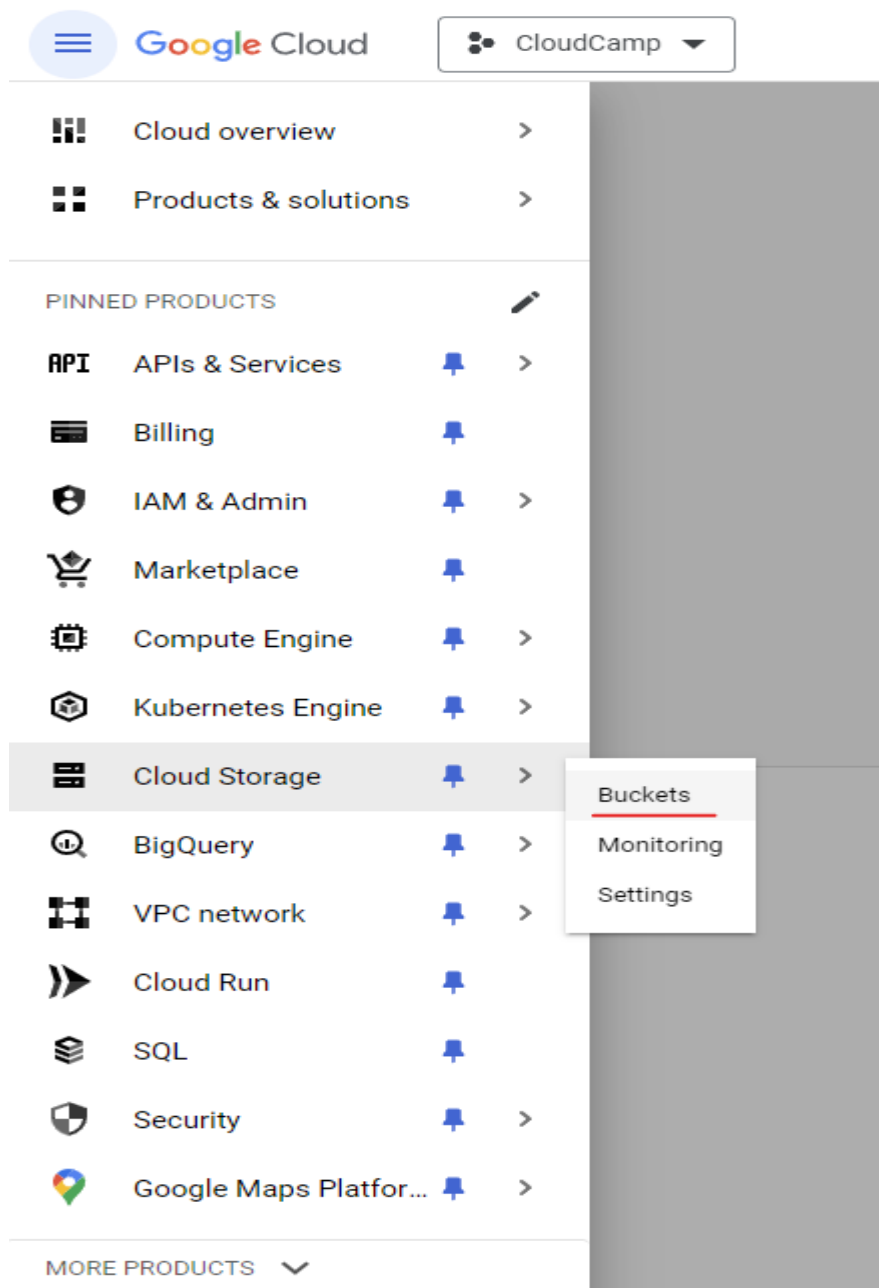 Google Cloud
CloudCamp
Cloud overview
Products & solutions
PINNED PRODUCTS
API APIs & Services
Billing
IAM & Admin
Marketplace
Compute Engine
Kubernetes Engine
Cloud Storage
Buckets
Monitoring
Settings
BigQuery
VPC network
Cloud Run
SQL
Security
Google Maps Platfor...
MORE PRODUCTS